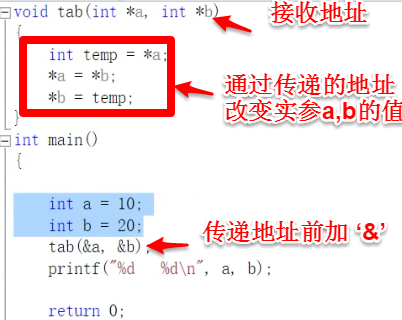 void tab(int *a, int *b)
接收地址
{
int temp = *a;
*a = *b;
*b = temp;
通过传递的地址
改变实参a,b的值
}
int main()
{
int a = 10;
int b = 20;
tab(&a, &b);
传递地址前加 ‘&’
printf("%d   %d\n", a, b);
return 0;